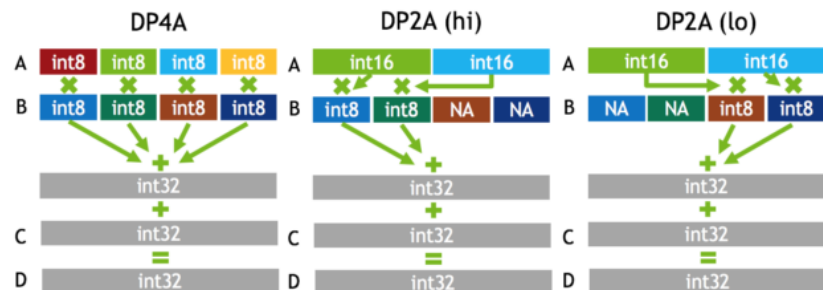 DP4A DP2A (hi) DP2A (lo)
A int8 int8 int8 int8 A int16 int16 A int16 int16
B int8 int8 int8 int8 B int8 int8 NA NA B NA NA int8 int8
+ + +
int32 int32 int32
+ + +
C int32 C int32 C int32
= = =
D int32 D int32 D int32